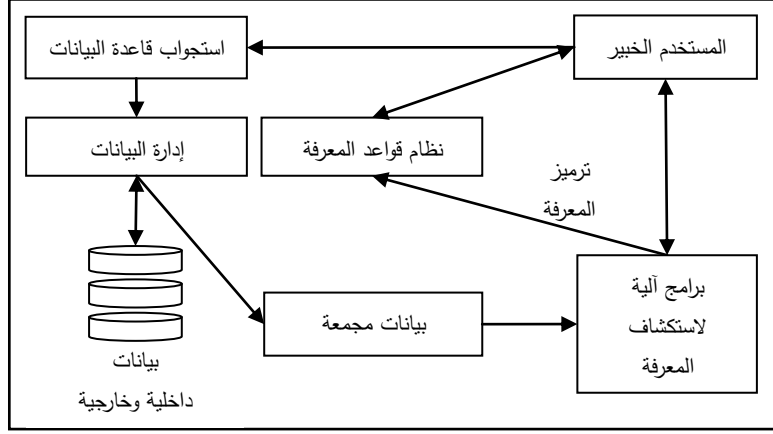 المستخدم الخبير
استجواب قاعدة البيانات
نظام قواعد المعرفة
إدارة البيانات
ترميز
المعرفة
برامج آلية
لاستكشاف
المعرفة
بيانات مجمعة
بيانات
داخلية وخارجية